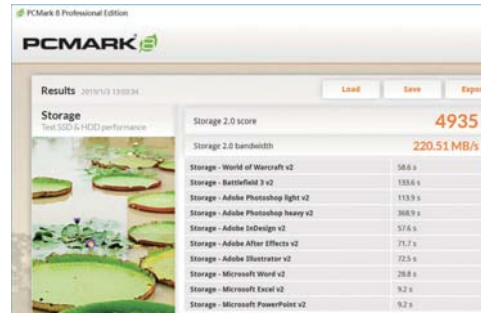 PCMark 8 Professional Edition
PCMARK 8
Results 2019/1/3 13:03:34
Load Save Expor
Storage
Test SSD & HDD performance
Storage 2.0 score 4935
Storage 2.0 bandwidth 220.51 MB/s
Storage - World of Warcraft v2 58.6 s
Storage - Battlefield 3 v2 133.6 s
Storage - Adobe Photoshop light v2 113.9 s
Storage - Adobe Photoshop heavy v2 368.9 s
Storage - Adobe InDesign v2 57.6 s
Storage - Adobe After Effects v2 71.7 s
Storage - Adobe Illustrator v2 72.5 s
Storage - Microsoft Word v2 28.8 s
Storage - Microsoft Excel v2 9.2 s
Storage - Microsoft PowerPoint v2 9.2 s